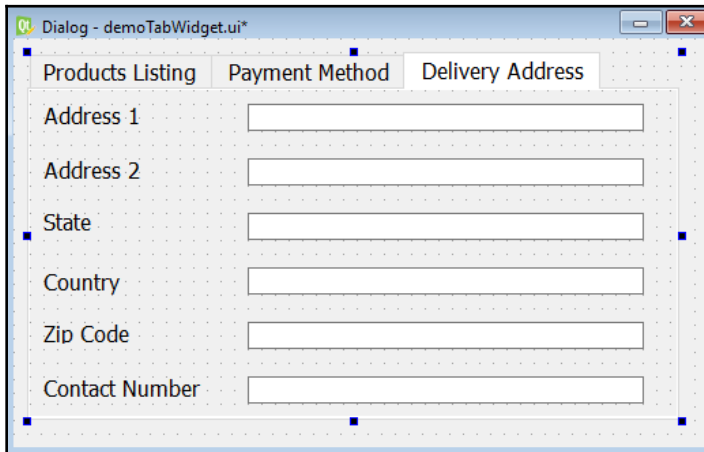 Qt Dialog - demoTabWidget.ui*
Products Listing Payment Method Delivery Address
Address 1
Address 2
State
Country
Zip Code
Contact Number